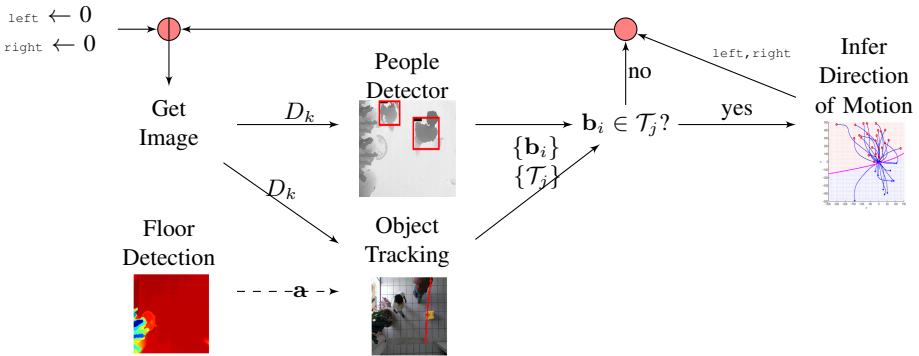 left ← 0
right ← 0
Get
Image
D_k
People
Detector
{b_i}
{𝒯_j}
b_i ∈ 𝒯_j?
no
yes
left,right
Infer
Direction
of Motion
D_k
Floor
Detection
a
Object
Tracking